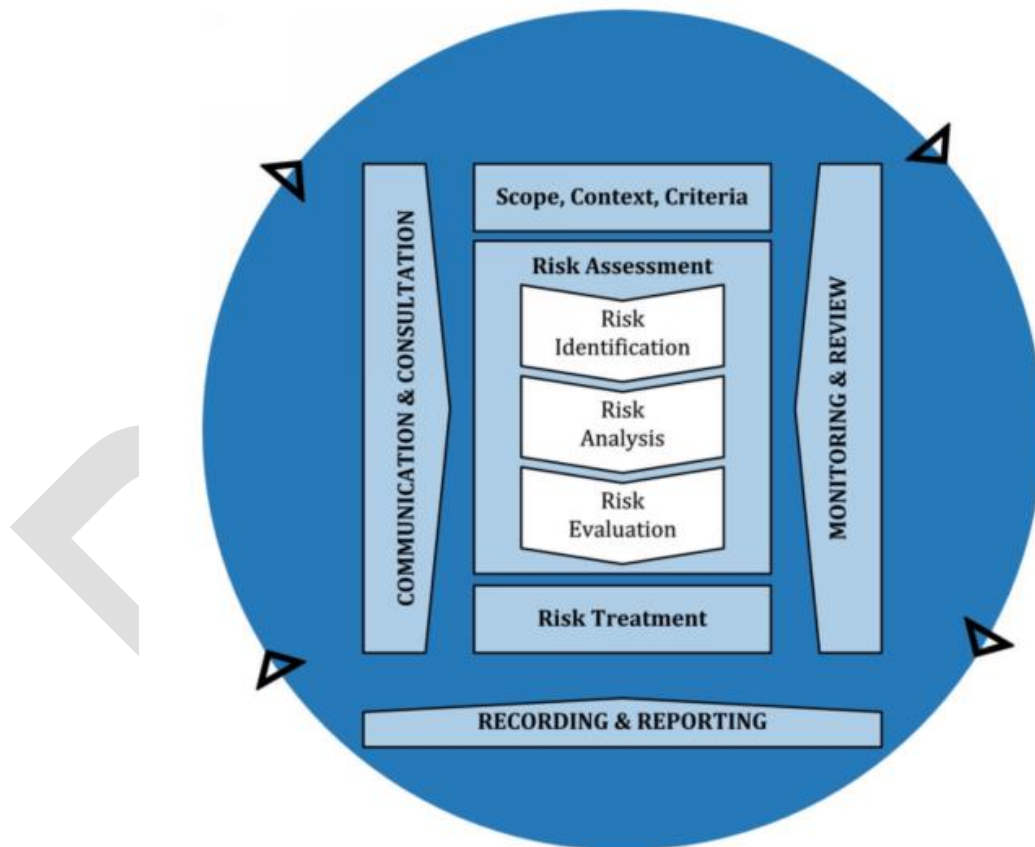 Scope, Context, Criteria
Risk Assessment
Risk
Identification
Risk
Analysis
Risk
Evaluation
Risk Treatment
COMMUNICATION & CONSULTATION
MONITORING & REVIEW
RECORDING & REPORTING